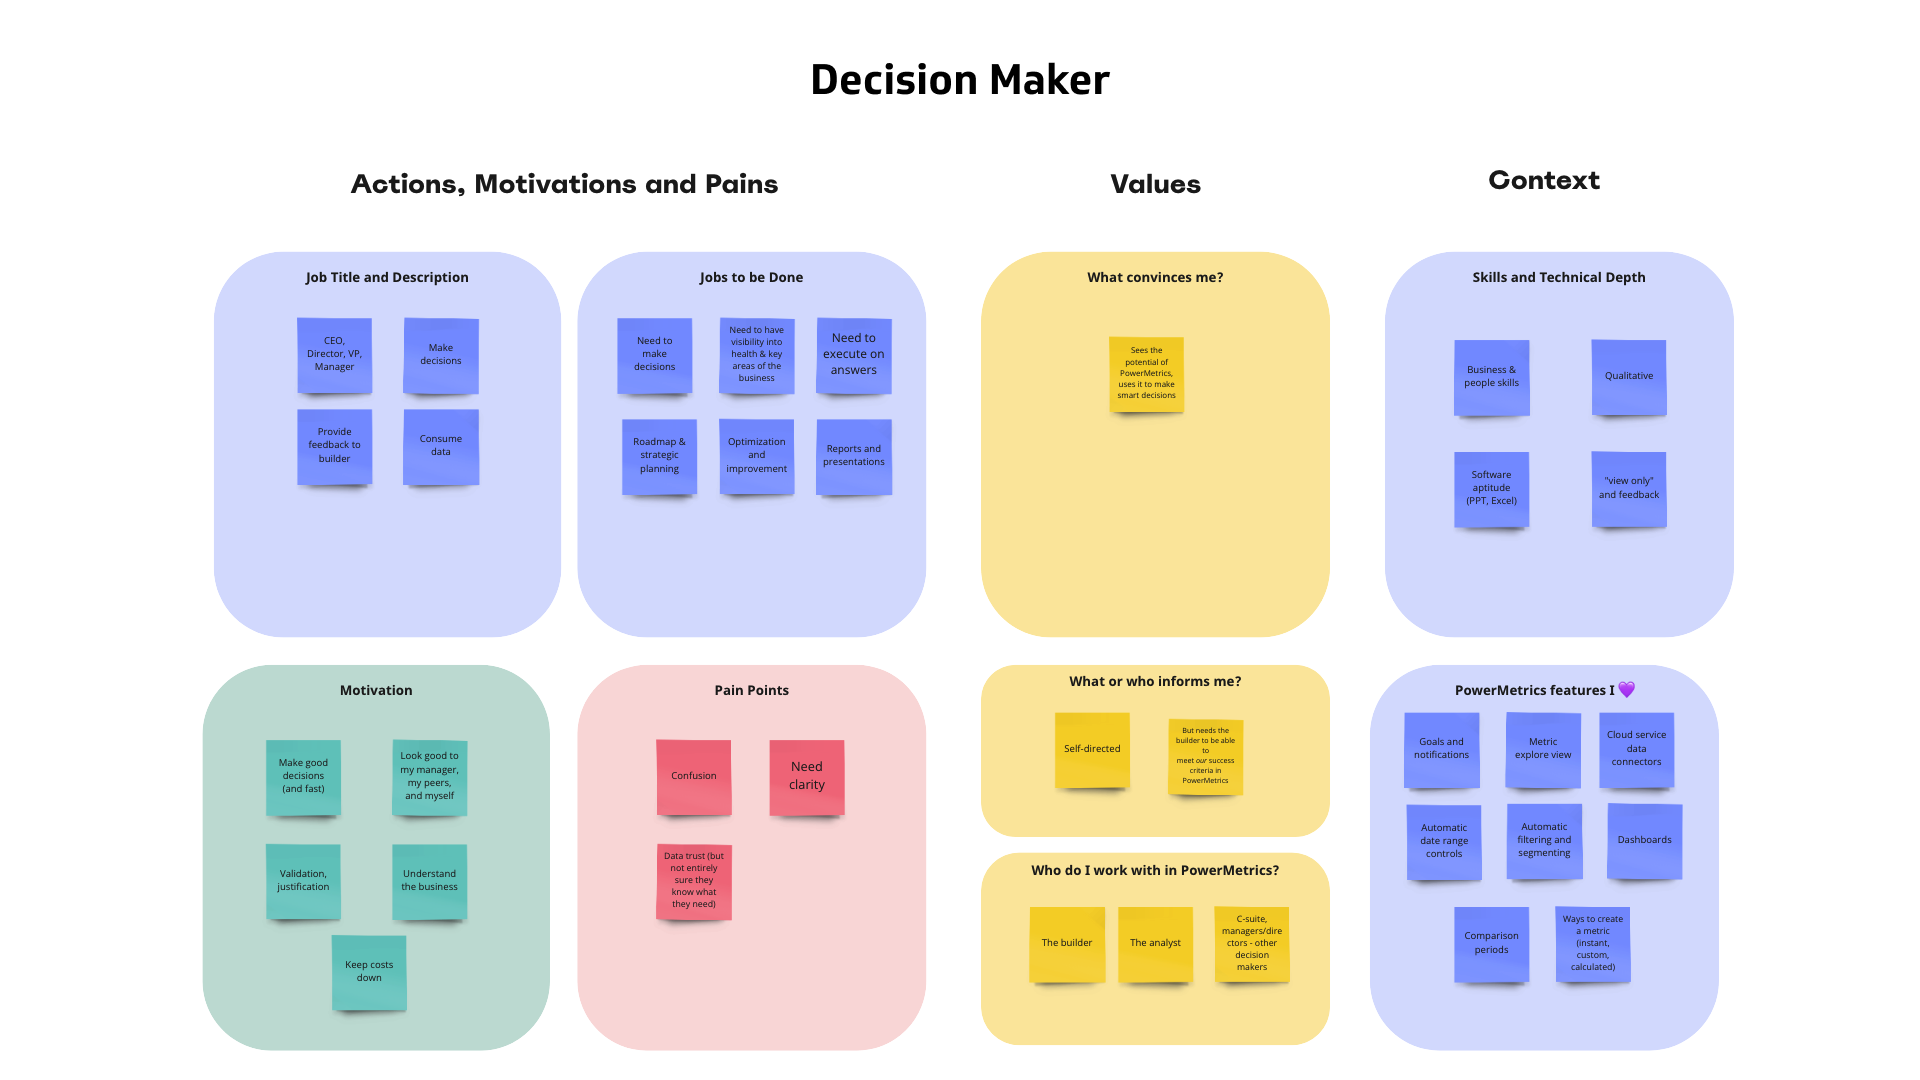 Decision Maker
Actions, Motivations and Pains
Values
Context
Job Title and Description
CEO,
Director, VP,
Manager
Make
decisions
Provide
feedback to
builder
Consume
data
Jobs to be Done
Need to
make
decisions
Need to have
visibility into
health & key
areas of the
business
Need to
execute on
answers
Roadmap &
strategic
planning
Optimization
and
improvement
Reports and
presentations
What convinces me?
Sees the
potential of
PowerMetrics,
uses it to make
smart decisions
Skills and Technical Depth
Business &
people skills
Qualitative
Software
aptitude
(PPT, Excel)
"view only"
and feedback
Motivation
Make good
decisions
(and fast)
Look good to
my manager,
my peers,
and myself
Validation,
justification
Understand
the business
Keep costs
down
Pain Points
Confusion
Need
clarity
Data trust (but
not entirely
sure they
know what
they need)
What or who informs me?
Self-directed
But needs the
builder to be able
to
meet our success
criteria in
PowerMetrics
Who do I work with in PowerMetrics?
The builder
The analyst
C-suite,
managers/dire
ctors - other
decision
makers
PowerMetrics features I 💜
Goals and
notifications
Metric
explore view
Cloud service
data
connectors
Automatic
date range
controls
Automatic
filtering and
segmenting
Dashboards
Comparison
periods
Ways to create
a metric
(instant,
custom,
calculated)